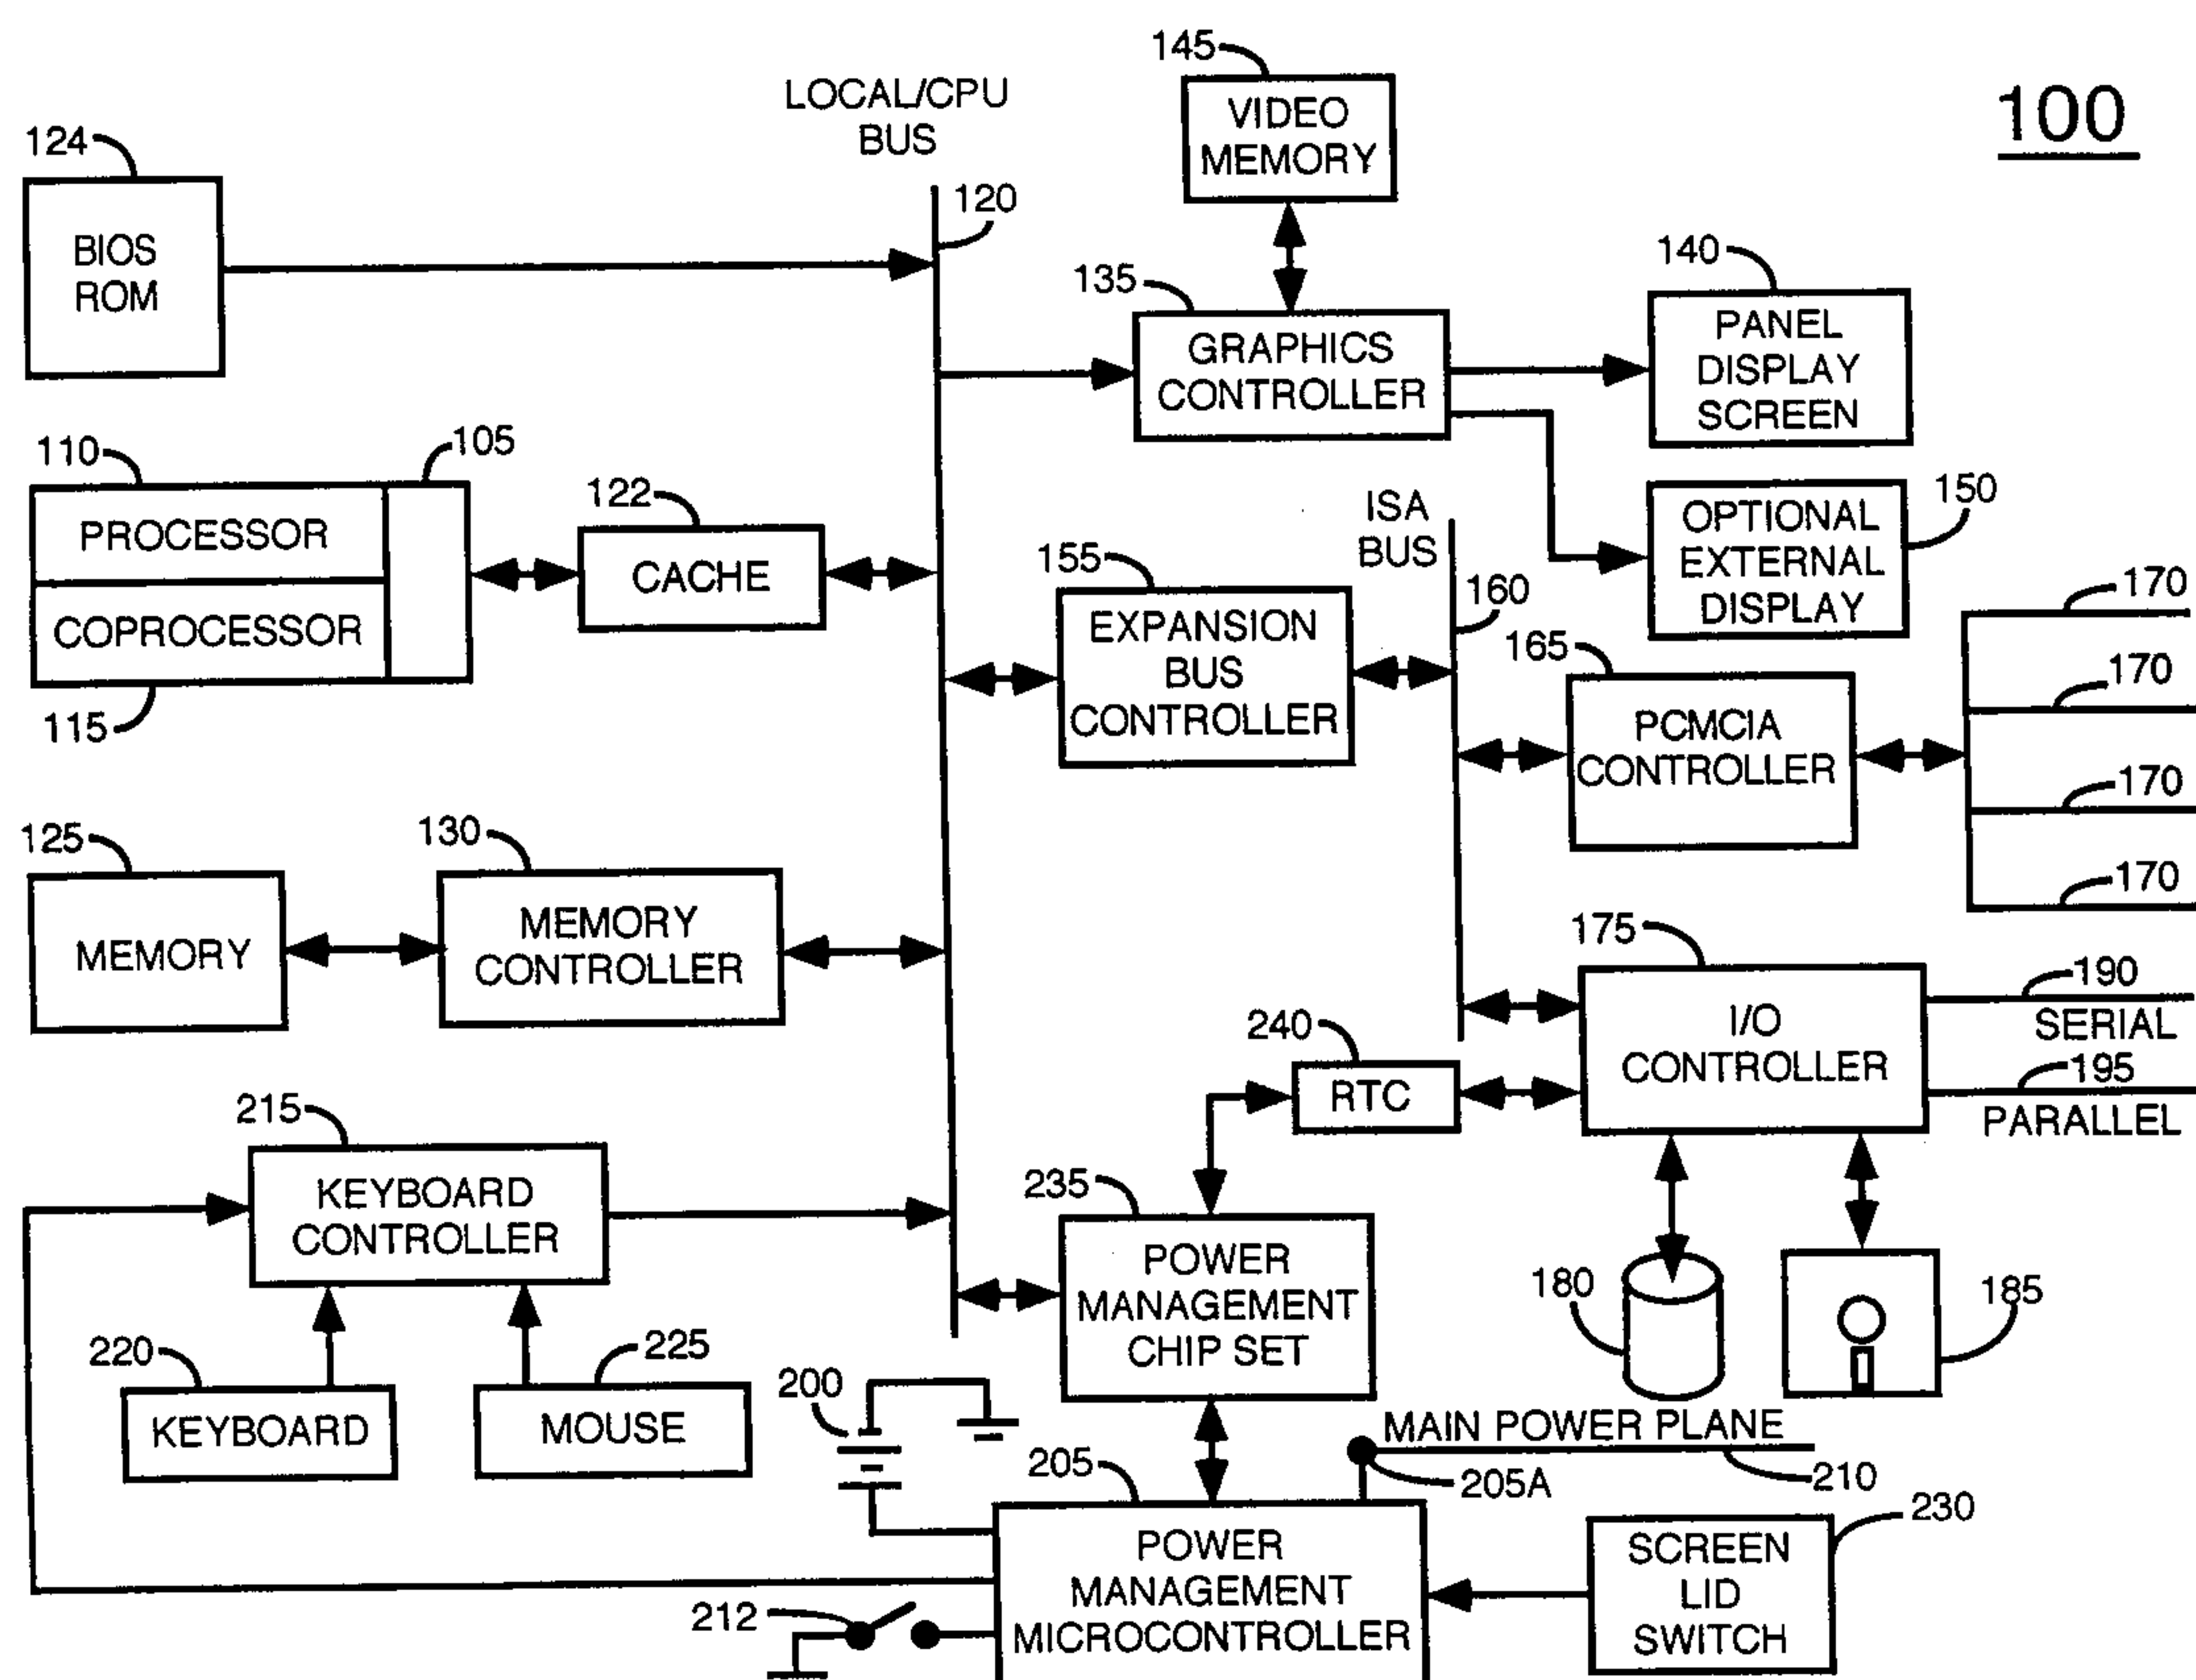 145
LOCAL/CPU
BUS
VIDEO
MEMORY
100
124
BIOS
ROM
120
140
135
GRAPHICS
CONTROLLER
PANEL
DISPLAY
SCREEN
110
105
PROCESSOR
COPROCESSOR
115
122
CACHE
ISA
BUS
OPTIONAL
EXTERNAL
DISPLAY
150
155
EXPANSION
BUS
CONTROLLER
160
165
PCMCIA
CONTROLLER
170
170
170
170
125
MEMORY
130
MEMORY
CONTROLLER
175
I/O
CONTROLLER
190
SERIAL
195
PARALLEL
240
RTC
215
KEYBOARD
CONTROLLER
235
POWER
MANAGEMENT
CHIP SET
180
185
220
KEYBOARD
225
MOUSE
200
MAIN POWER PLANE
205
205A
210
230
POWER
MANAGEMENT
MICROCONTROLLER
SCREEN
LID
SWITCH
212